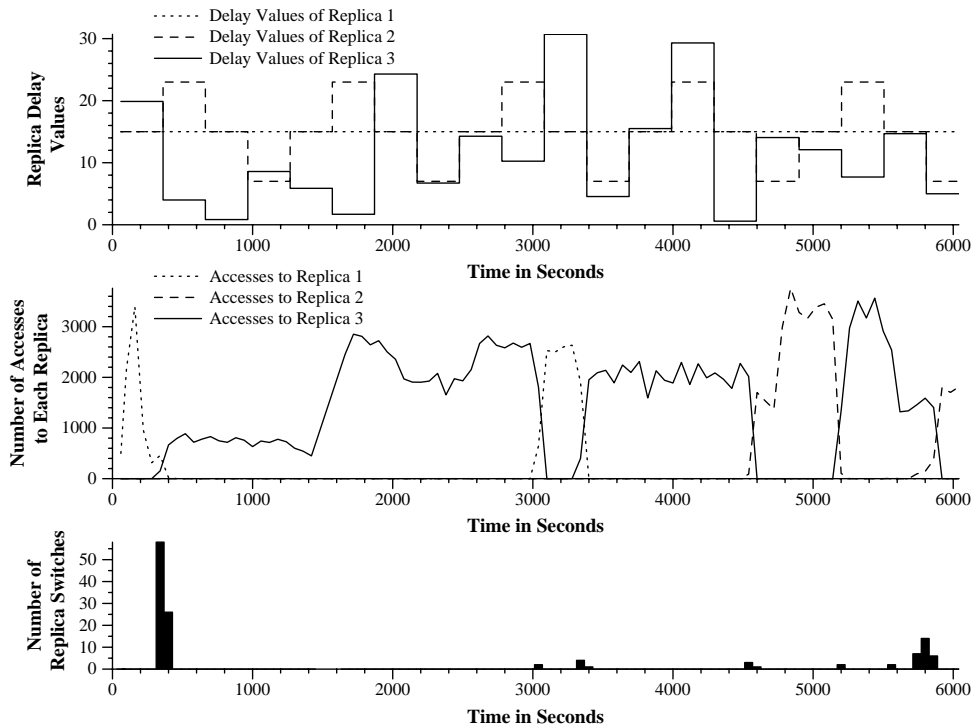 Delay Values of Replica 1
Delay Values of Replica 2
Delay Values of Replica 3
Replica Delay
Values
30
20
10
0
0 1000 2000 3000 4000 5000 6000
Time in Seconds
Accesses to Replica 1
Accesses to Replica 2
Accesses to Replica 3
Number of Accesses
to Each Replica
3000
2000
1000
0
0 1000 2000 3000 4000 5000 6000
Time in Seconds
Number of
Replica Switches
50
40
30
20
10
0
0 1000 2000 3000 4000 5000 6000
Time in Seconds